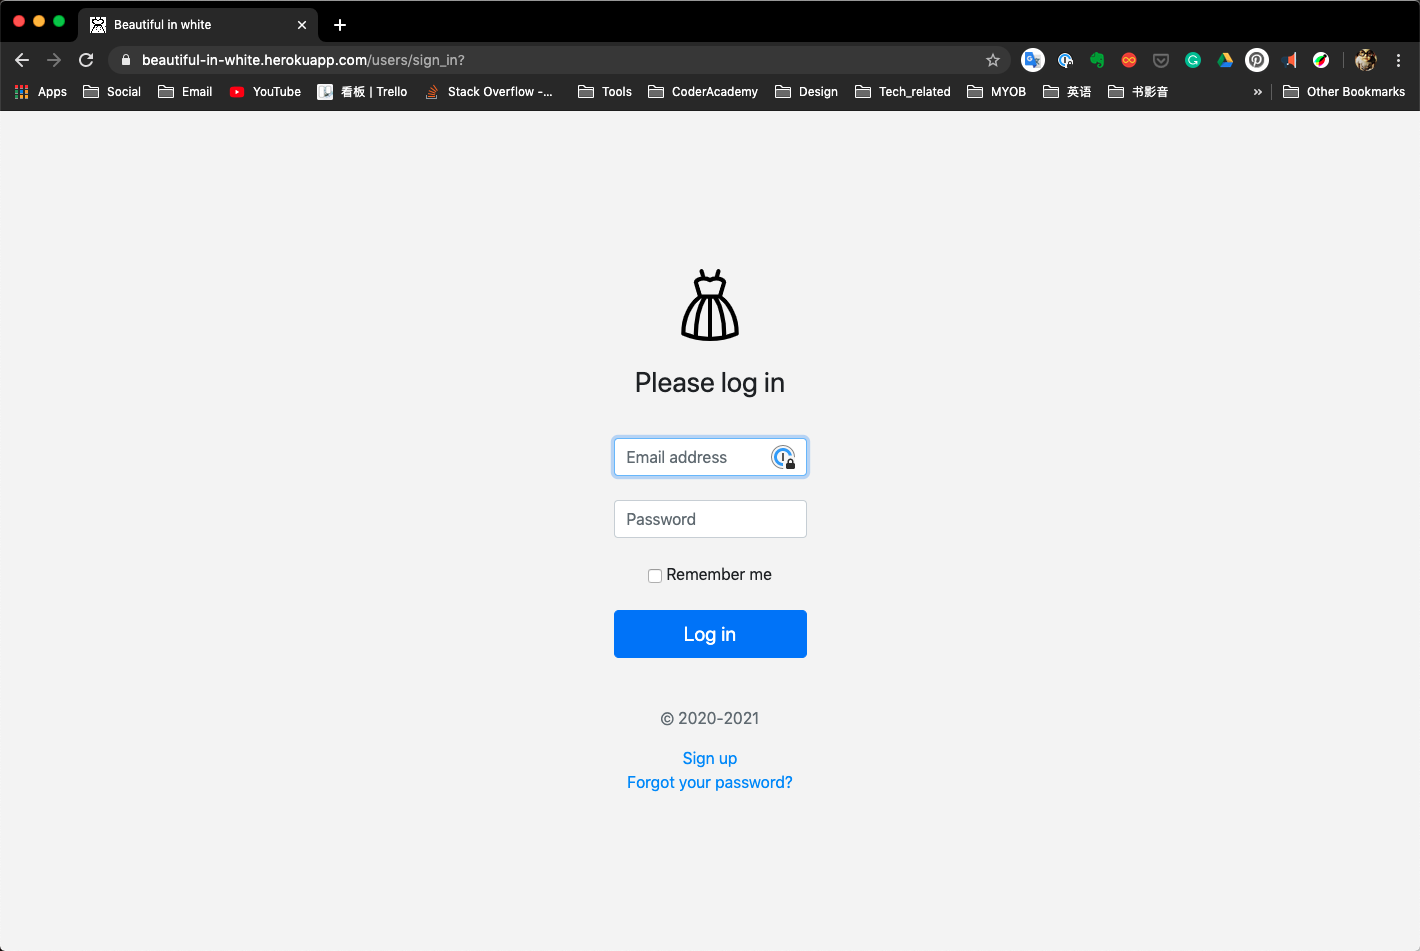 Beautiful in white
beautiful-in-white.herokuapp.com/users/sign_in?
Apps Social Email YouTube 看板 | Trello Stack Overflow -... Tools CoderAcademy Design Tech_related MYOB 英语 书影音 » Other Bookmarks
Please log in
Email address
Password
Remember me
Log in
© 2020-2021
Sign up
Forgot your password?